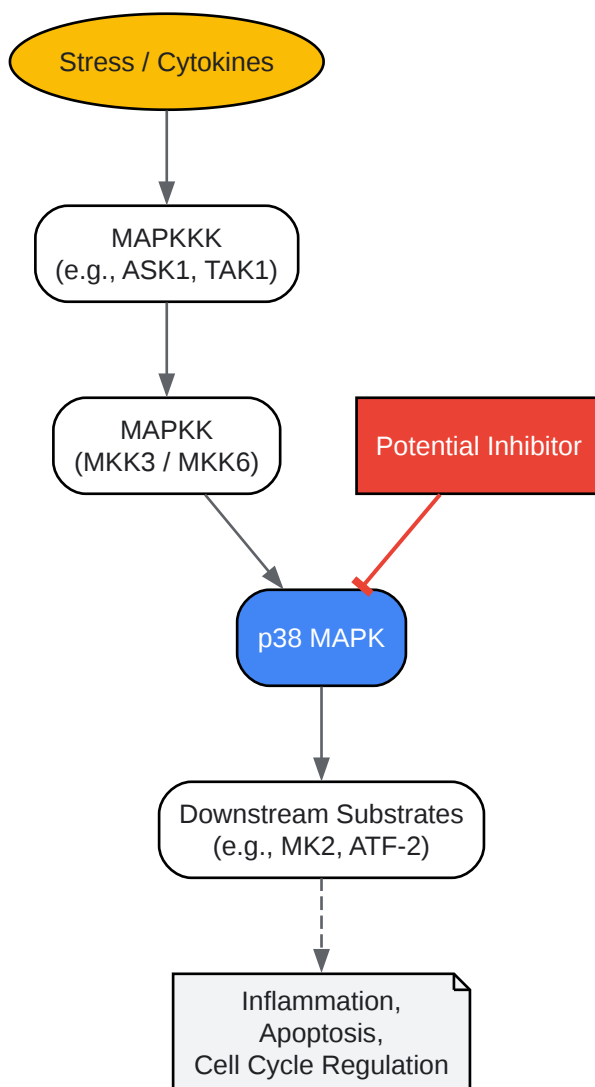 Stress / Cytokines
MAPKKK
(e.g., ASK1, TAK1)
MAPKK
(MKK3 / MKK6)
Potential Inhibitor
p38 MAPK
Downstream Substrates
(e.g., MK2, ATF-2)
Inflammation,
Apoptosis,
Cell Cycle Regulation